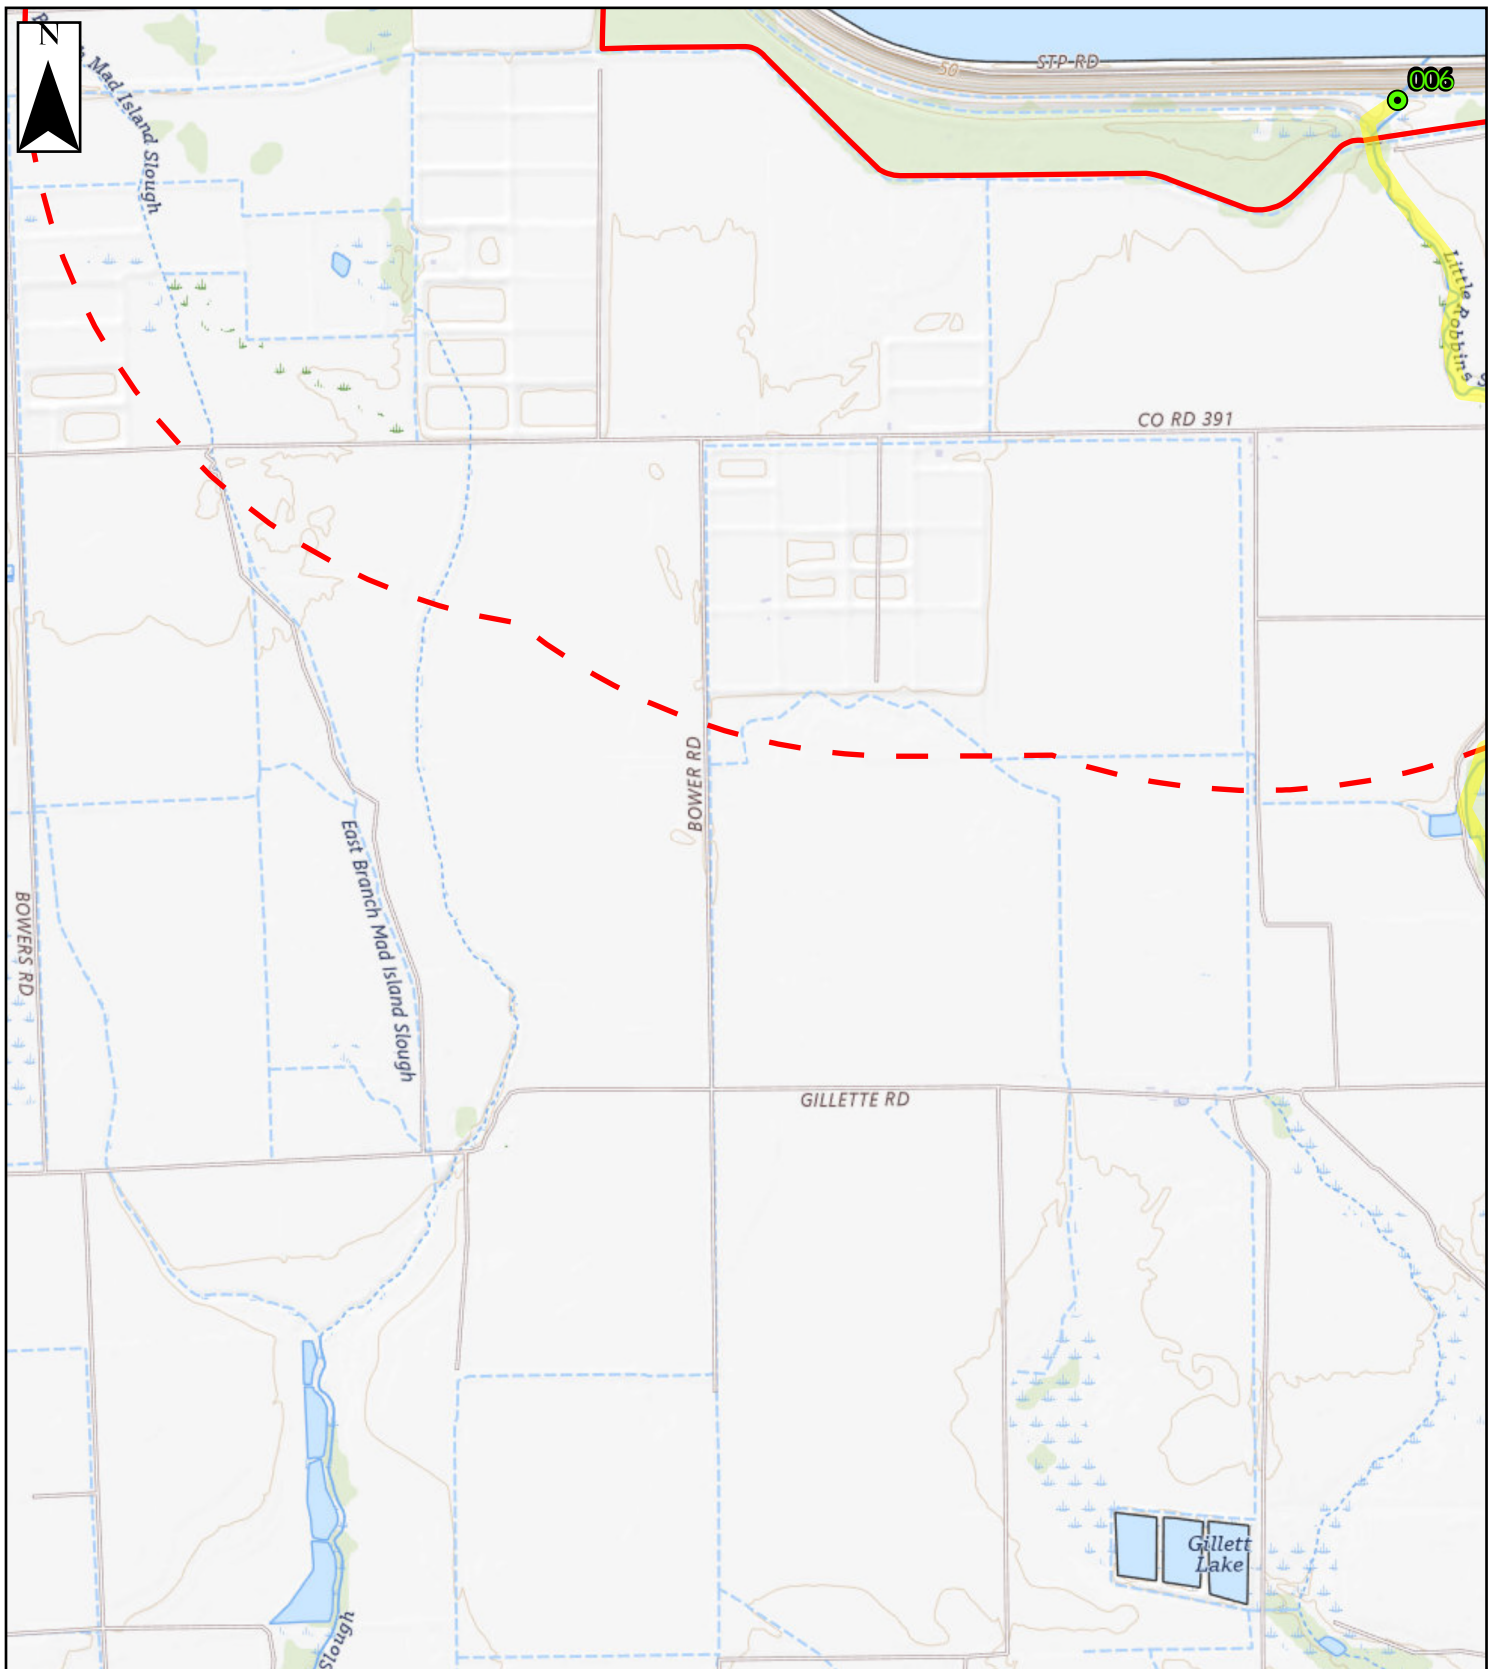 N
Mad Island Slough
50
STP RD
006
Little Robbins
CO RD 391
BOWER RD
East Branch Mad Island Slough
BOWERS RD
GILLETTE RD
Gillett
Lake
Slough